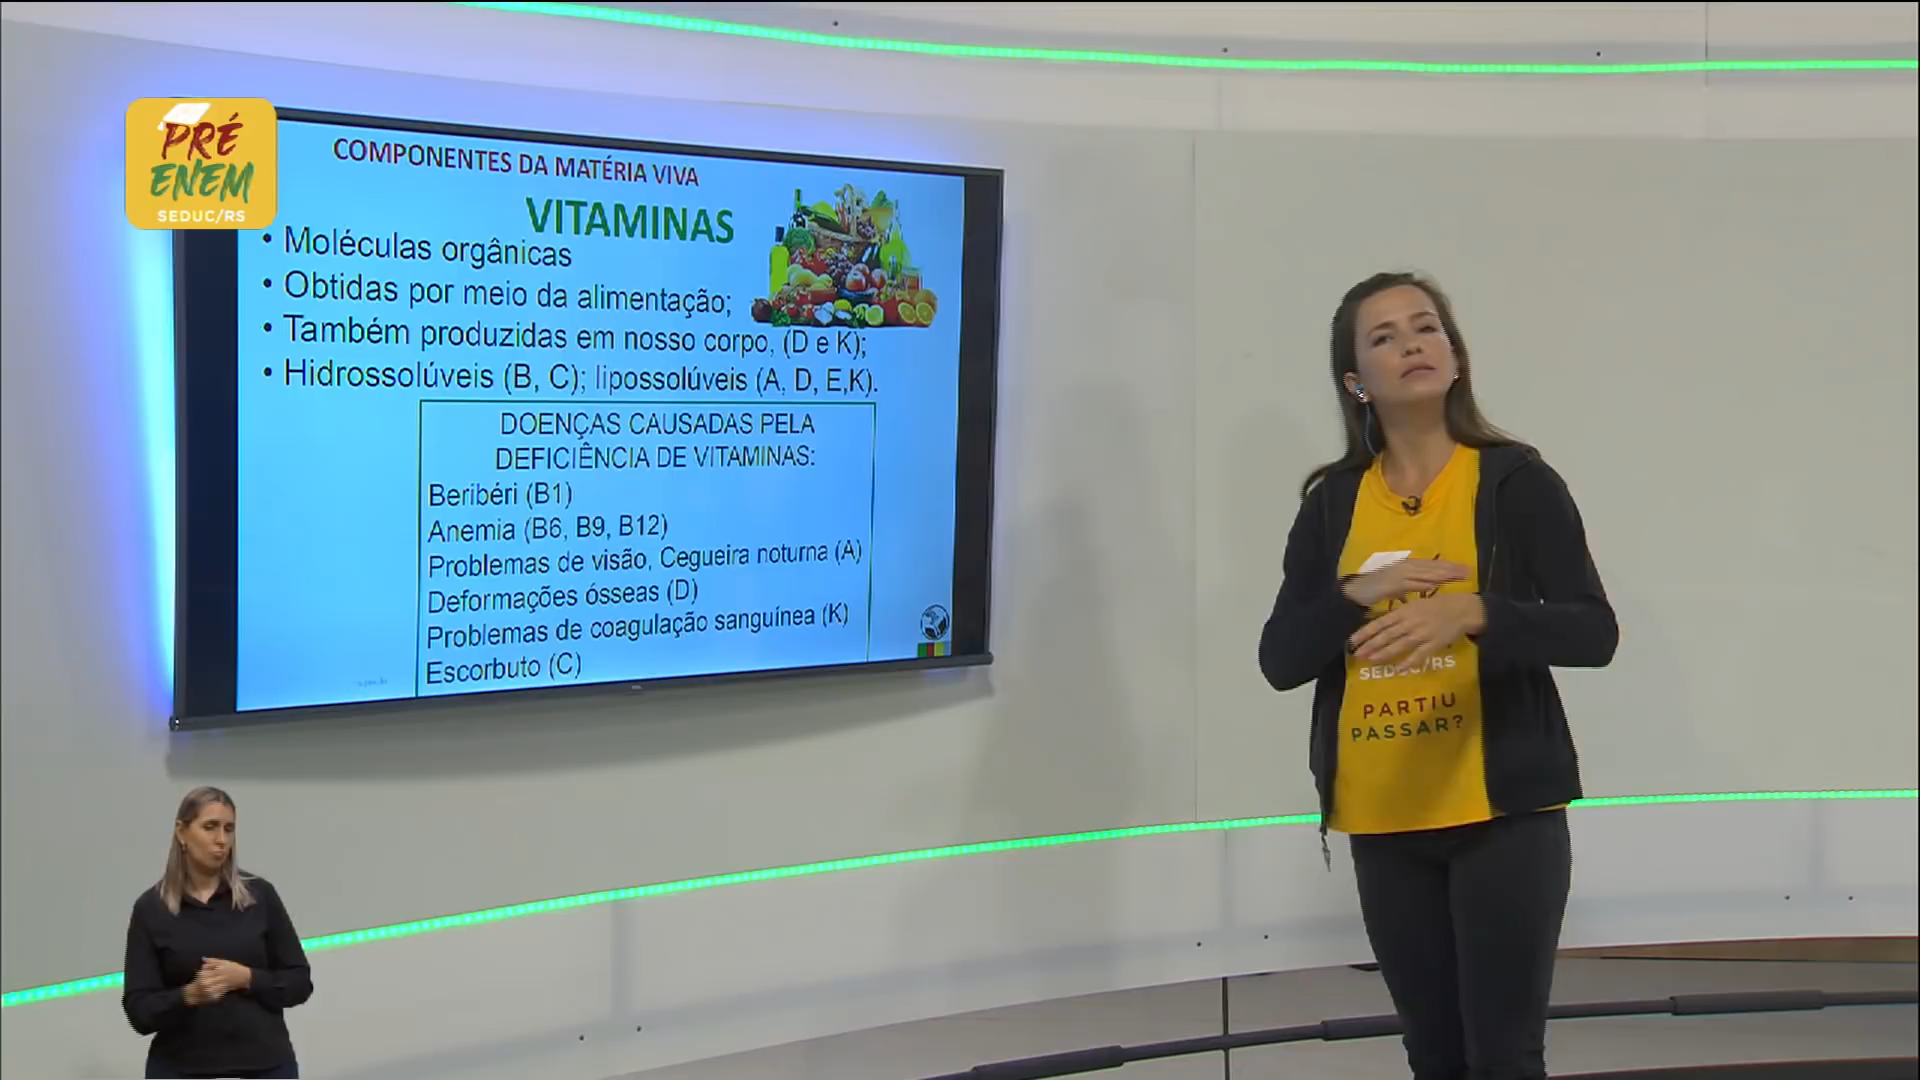 PRÉ
ENEM
SEDUC/RS
COMPONENTES DA MATÉRIA VIVA
VITAMINAS
• Moléculas orgânicas
• Obtidas por meio da alimentação;
• Também produzidas em nosso corpo, (D e K);
• Hidrossolúveis (B, C); lipossolúveis (A, D, E,K).
DOENÇAS CAUSADAS PELA
DEFICIÊNCIA DE VITAMINAS:
Beribéri (B1)
Anemia (B6, B9, B12)
Problemas de visão, Cegueira noturna (A)
Deformações ósseas (D)
Problemas de coagulação sanguínea (K)
Escorbuto (C)
SEDUC/RS
PARTIU
PASSAR?